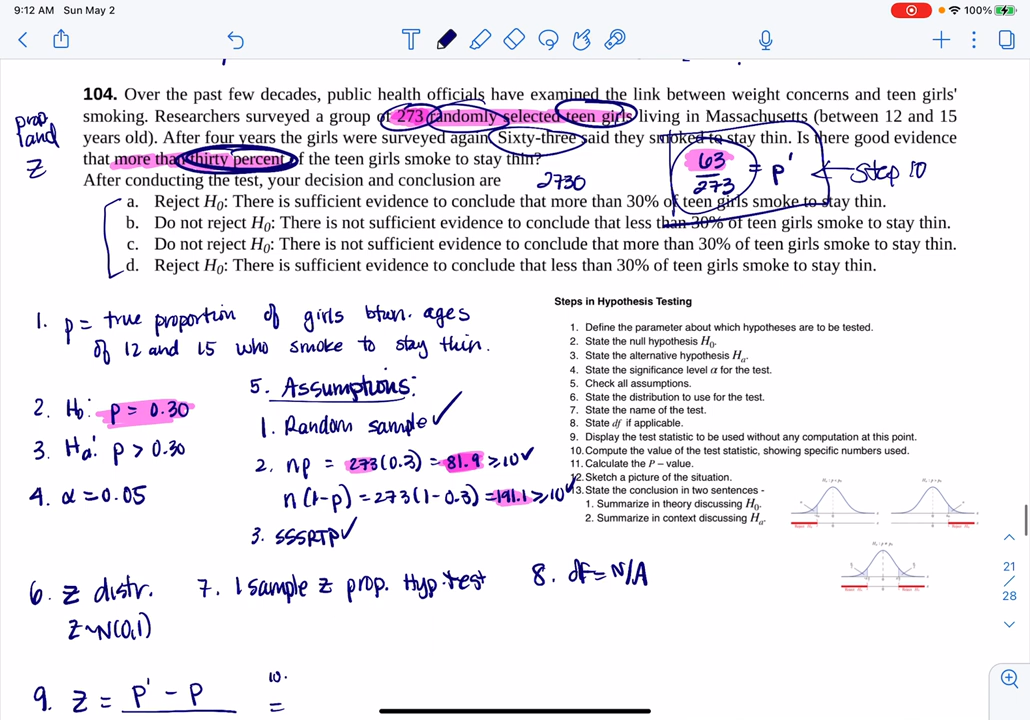 9:12 AM Sun May 2
100%
104. Over the past few decades, public health officials have examined the link between weight concerns and teen girls'
smoking. Researchers surveyed a group of 273 randomly selected teen girls living in Massachusetts (between 12 and 15
years old). After four years the girls were surveyed again. Sixty-three said they smoked to stay thin. Is there good evidence
that more than thirty percent of the teen girls smoke to stay thin?
After conducting the test, your decision and conclusion are
prop
and
Z
2730
63/273 = p'
← step 10
a. Reject H0: There is sufficient evidence to conclude that more than 30% of teen girls smoke to stay thin.
b. Do not reject H0: There is not sufficient evidence to conclude that less than 30% of teen girls smoke to stay thin.
c. Do not reject H0: There is not sufficient evidence to conclude that more than 30% of teen girls smoke to stay thin.
d. Reject H0: There is sufficient evidence to conclude that less than 30% of teen girls smoke to stay thin.
1. p = true proportion of girls btwn. ages
of 12 and 15 who smoke to stay thin.
2. Ho: p = 0.30
3. Ha: p > 0.30
4. α = 0.05
5. Assumptions:
1. Random sample ✓
2. np = 273(0.3) = 81.9 ≥ 10 ✓
n(1-p) = 273(1-0.3) = 191.1 ≥ 10 ✓
3. SSSRTP ✓
Steps in Hypothesis Testing
1. Define the parameter about which hypotheses are to be tested.
2. State the null hypothesis H0.
3. State the alternative hypothesis Ha.
4. State the significance level α for the test.
5. Check all assumptions.
6. State the distribution to use for the test.
7. State the name of the test.
8. State df if applicable.
9. Display the test statistic to be used without any computation at this point.
10. Compute the value of the test statistic, showing specific numbers used.
11. Calculate the P – value.
12. Sketch a picture of the situation.
13. State the conclusion in two sentences -
1. Summarize in theory discussing H0.
2. Summarize in context discussing Ha.
6. Z distr.
Z~N(0,1)
7. 1 sample z prop. Hyp. test
8. df = N/A
9. Z = p' - p
10.
=
21
/
28